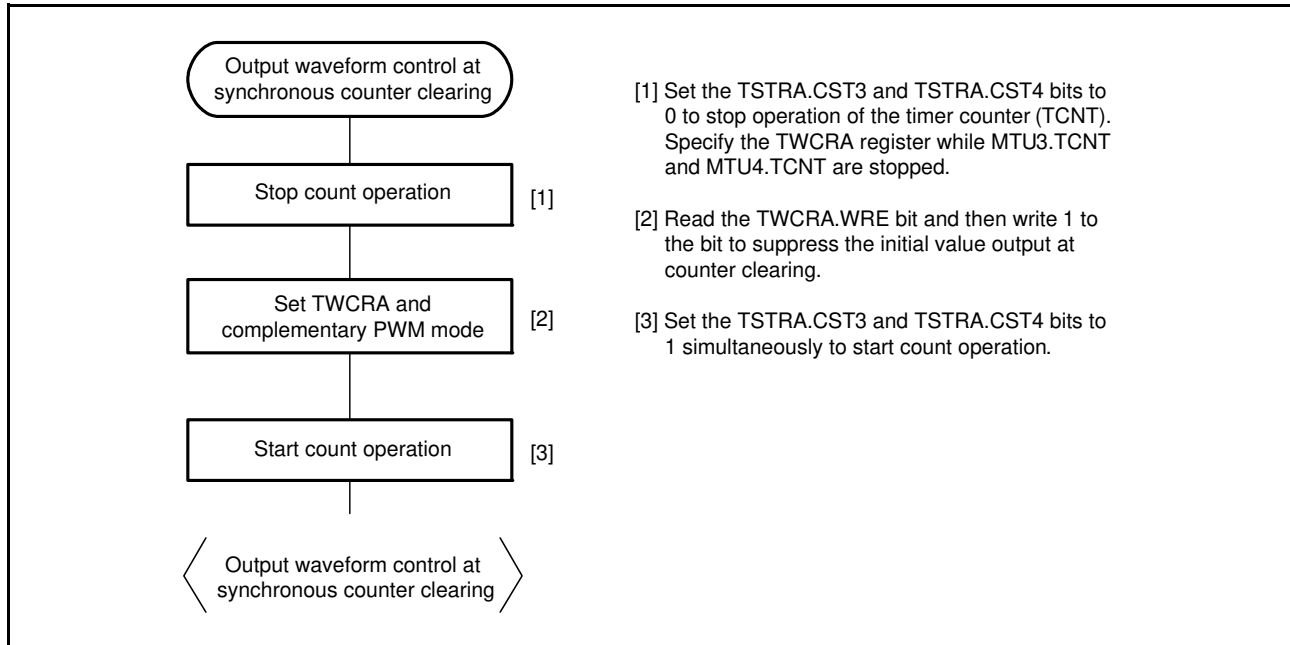 Output waveform control at
synchronous counter clearing
Stop count operation
[1]
Set TWCRA and
complementary PWM mode
[2]
Start count operation
[3]
Output waveform control at
synchronous counter clearing
[1] Set the TSTRA.CST3 and TSTRA.CST4 bits to
0 to stop operation of the timer counter (TCNT).
Specify the TWCRA register while MTU3.TCNT
and MTU4.TCNT are stopped.
[2] Read the TWCRA.WRE bit and then write 1 to
the bit to suppress the initial value output at
counter clearing.
[3] Set the TSTRA.CST3 and TSTRA.CST4 bits to
1 simultaneously to start count operation.